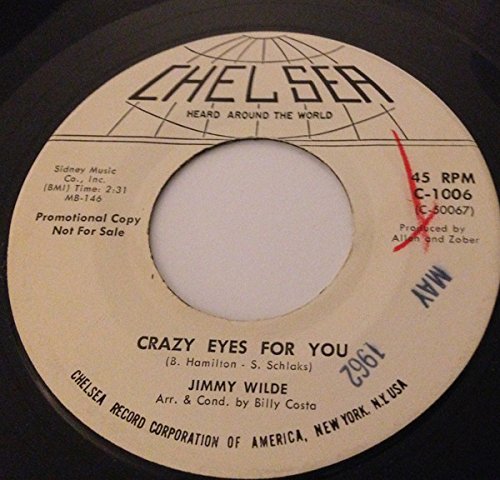 CHELSEA
HEARD AROUND THE WORLD
Sidney Music
Co., Inc.
(BMI) Time: 2:31
MB-146
Promotional Copy
Not For Sale
45 RPM
C-1006
(C-50067)
Produced by
Allen and Zober
MAY 1962
CRAZY EYES FOR YOU
(B. Hamilton - S. Schlaks)
JIMMY WILDE
Arr. & Cond. by Billy Costa
CHELSEA RECORD CORPORATION OF AMERICA, NEW YORK, N.Y. USA